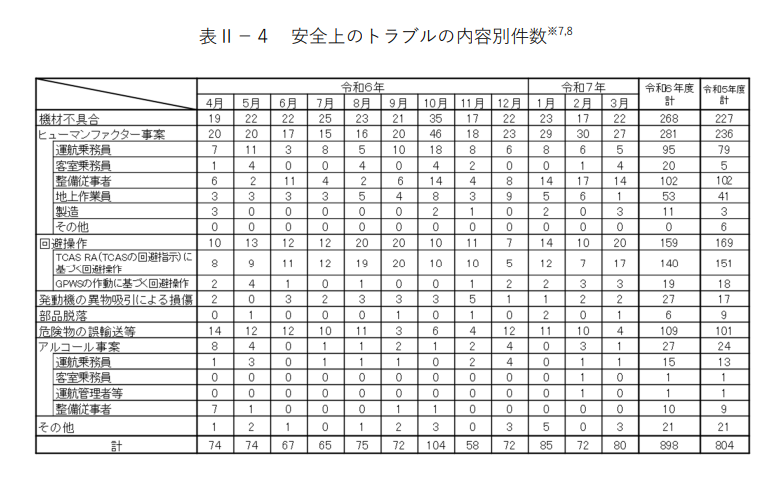 表Ⅱ－４　安全上のトラブルの内容別件数※7,8
令和6年 令和7年 令和6年度計 令和5年度計
4月 5月 6月 7月 8月 9月 10月 11月 12月 1月 2月 3月
機材不具合 19 22 22 25 23 21 35 17 22 23 17 22 268 227
ヒューマンファクター事案 20 20 17 15 16 20 46 18 23 29 30 27 281 236
運航乗務員 7 11 3 8 5 10 18 8 6 8 6 5 95 79
客室乗務員 1 4 0 0 4 0 4 2 0 0 1 4 20 5
整備従事者 6 2 11 4 2 6 14 4 8 14 17 14 102 102
地上作業員 3 3 3 3 5 4 8 3 9 5 6 1 53 41
製造 3 0 0 0 0 0 2 1 0 2 0 3 11 3
その他 0 0 0 0 0 0 0 0 0 0 0 0 0 6
回避操作 10 13 12 12 20 20 10 11 7 14 10 20 159 169
TCAS RA(TCASの回避指示)に
基づく回避操作 8 9 11 12 19 20 10 10 5 12 7 17 140 151
GPWSの作動に基づく回避操作 2 4 1 0 1 0 0 1 2 2 3 3 19 18
発動機の異物吸引による損傷 2 0 3 2 3 3 3 5 1 1 2 2 27 17
部品脱落 0 1 0 0 0 1 0 1 0 2 0 1 6 9
危険物の誤輸送等 14 12 12 10 11 3 6 4 12 11 10 4 109 101
アルコール事案 8 4 0 1 1 2 1 2 4 0 3 1 27 24
運航乗務員 1 3 0 1 1 1 0 2 4 0 1 1 15 13
客室乗務員 0 0 0 0 0 0 0 0 0 0 1 0 1 1
運航管理者等 0 0 0 0 0 0 0 0 0 0 1 0 1 1
整備従事者 7 1 0 0 0 1 1 0 0 0 0 0 10 9
その他 1 2 1 0 1 2 3 0 3 5 0 3 21 21
計 74 74 67 65 75 72 104 58 72 85 72 80 898 804